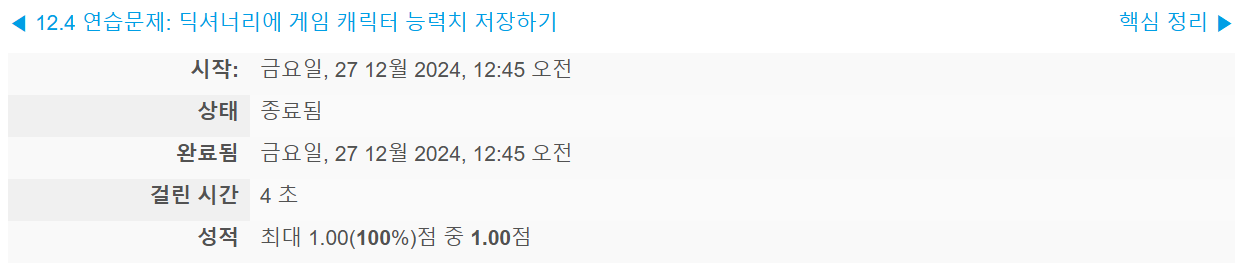 ◀ 12.4 연습문제: 딕셔너리에 게임 캐릭터 능력치 저장하기 핵심 정리 ▶
시작: 금요일, 27 12월 2024, 12:45 오전
상태 종료됨
완료됨 금요일, 27 12월 2024, 12:45 오전
걸린 시간 4 초
성적 최대 1.00(100%)점 중 1.00점